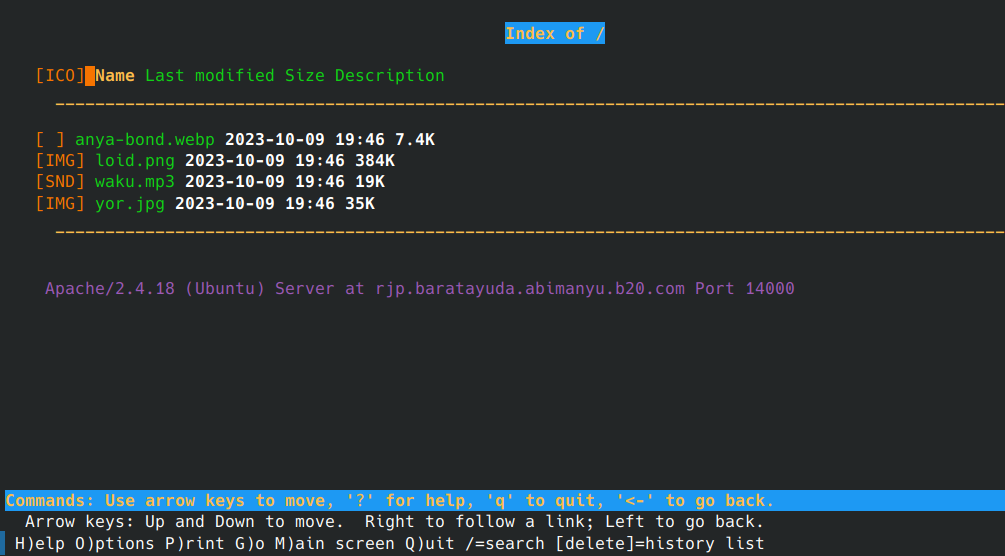 Index of /
[ICO] Name Last modified Size Description
[ ] anya-bond.webp 2023-10-09 19:46 7.4K
[IMG] loid.png 2023-10-09 19:46 384K
[SND] waku.mp3 2023-10-09 19:46 19K
[IMG] yor.jpg 2023-10-09 19:46 35K
Apache/2.4.18 (Ubuntu) Server at rjp.baratayuda.abimanyu.b20.com Port 14000
Commands: Use arrow keys to move, '?' for help, 'q' to quit, '<-' to go back.
Arrow keys: Up and Down to move.  Right to follow a link; Left to go back.
H)elp O)ptions P)rint G)o M)ain screen Q)uit /=search [delete]=history list